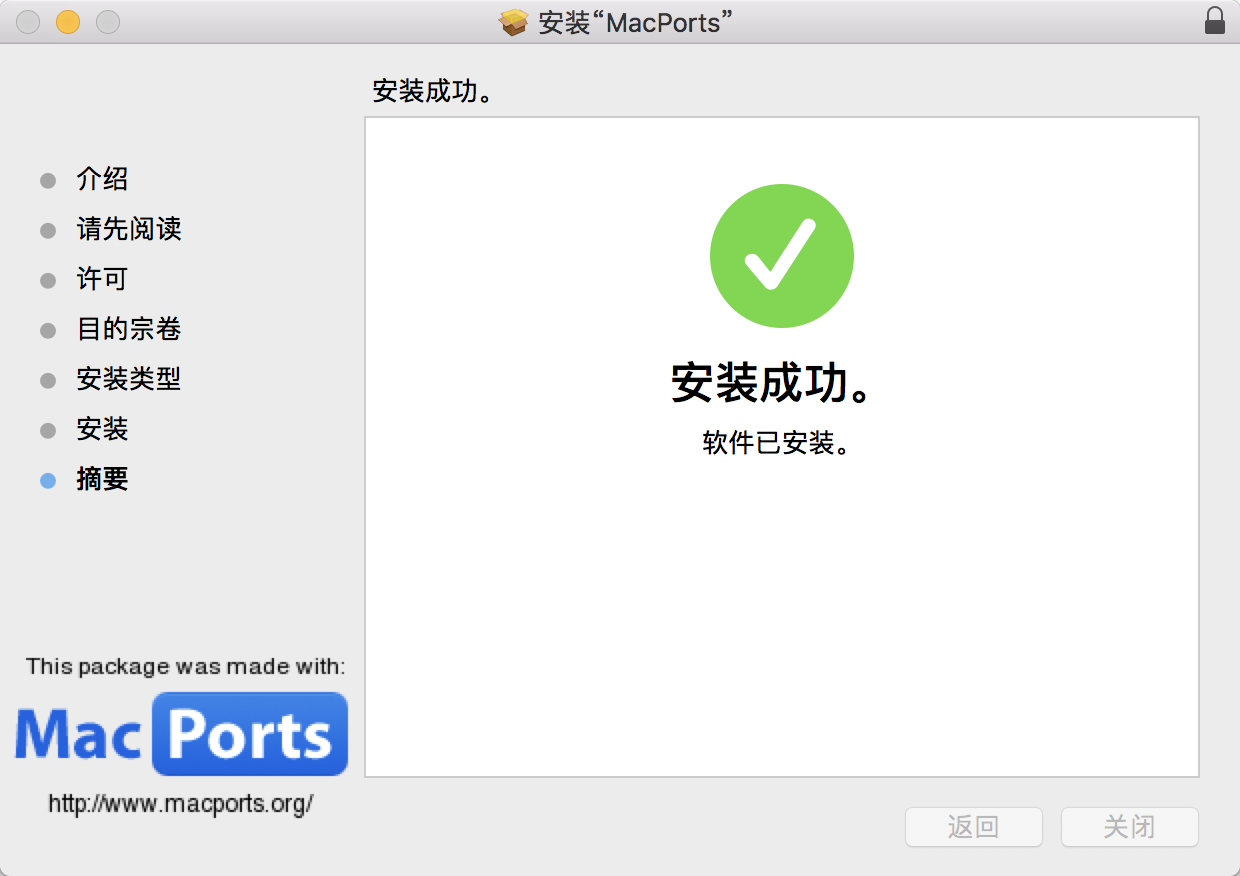 安装“MacPorts”
安装成功。
介绍
请先阅读
许可
目的宗卷
安装类型
安装
摘要
安装成功。
软件已安装。
This package was made with:
MacPorts
http://www.macports.org/
返回
关闭